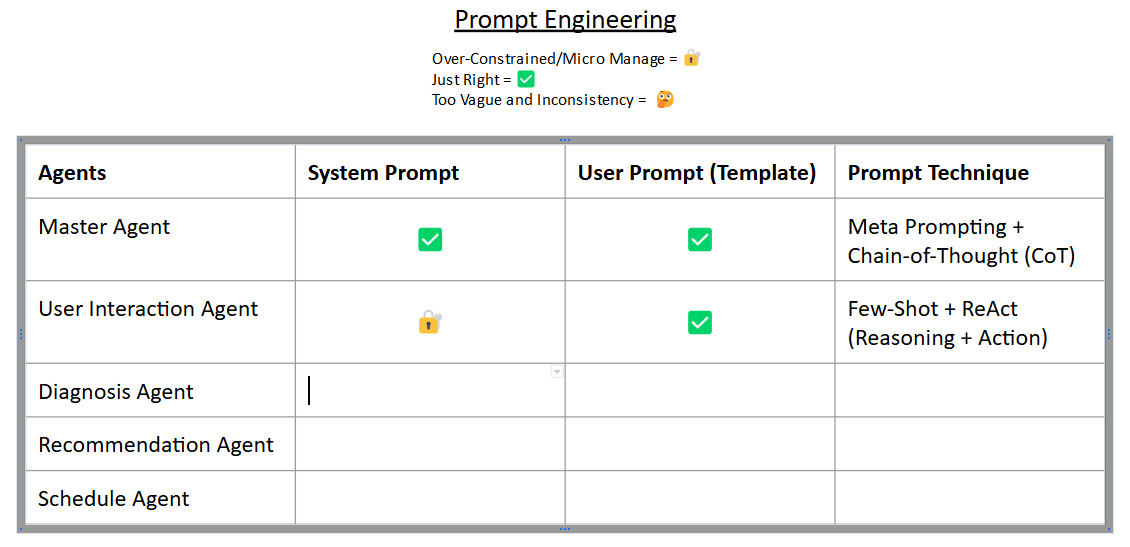 Prompt Engineering
Over-Constrained/Micro Manage = 🔐
Just Right = ✅
Too Vague and Inconsistency = 🤔
Agents
System Prompt
User Prompt (Template)
Prompt Technique
Master Agent
✅
✅
Meta Prompting +
Chain-of-Thought (CoT)
User Interaction Agent
🔐
✅
Few-Shot + ReAct
(Reasoning + Action)
Diagnosis Agent
Recommendation Agent
Schedule Agent